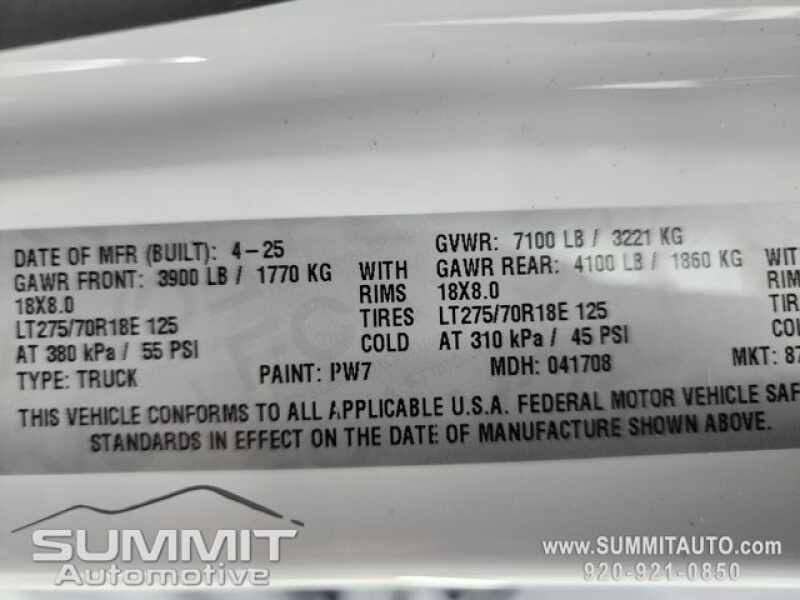 DATE OF MFR (BUILT): 4-25 GVWR: 7100 LB / 3221 KG
GAWR FRONT: 3900 LB / 1770 KG WITH GAWR REAR: 4100 LB / 1860 KG WITH
18X8.0 RIMS 18X8.0
LT275/70R18E 125 TIRES LT275/70R18E 125
AT 380 kPa / 55 PSI COLD AT 310 kPa / 45 PSI
TYPE: TRUCK PAINT: PW7 MDH: 041708 MKT: 87
THIS VEHICLE CONFORMS TO ALL APPLICABLE U.S.A. FEDERAL MOTOR VEHICLE SAF
STANDARDS IN EFFECT ON THE DATE OF MANUFACTURE SHOWN ABOVE.
SUMMIT
Automotive
www.SUMMITAUTO.com
920-921-0850